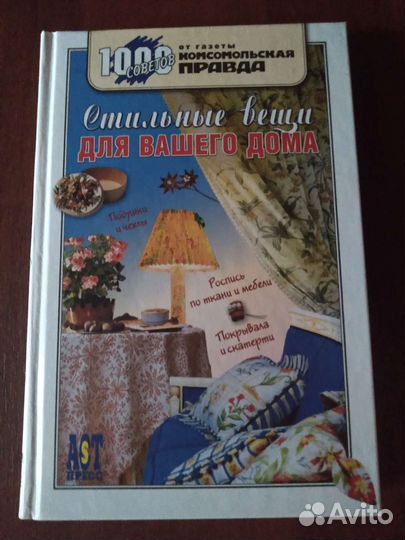 1000
СОВЕТОВ
от газеты
КОМСОМОЛЬСКАЯ
ПРАВДА
Стильные вещи
ДЛЯ ВАШЕГО ДОМА
Подушки
и чехлы
Роспись
по ткани и мебели
Покрывала
и скатерти
AST
ПРЕСС
Avito